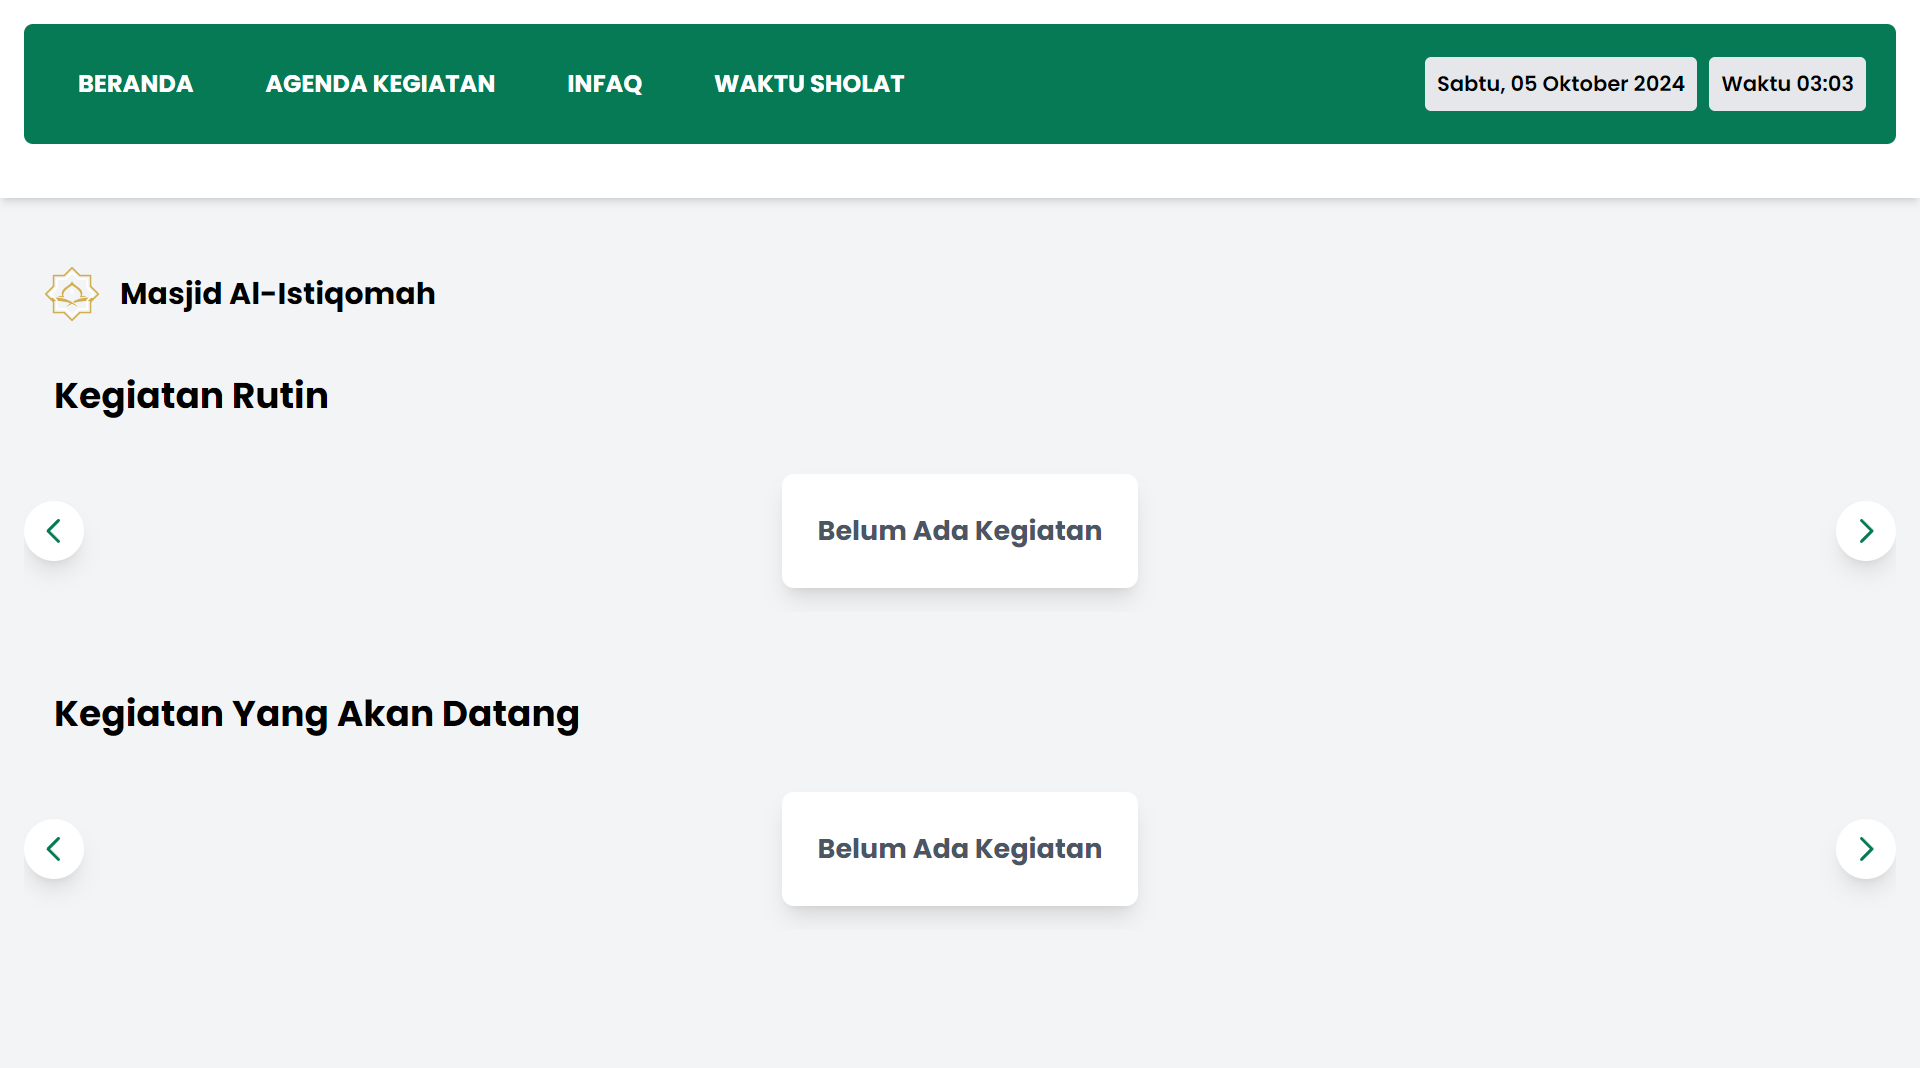 BERANDA AGENDA KEGIATAN INFAQ WAKTU SHOLAT Sabtu, 05 Oktober 2024 Waktu 03:03
Masjid Al-Istiqomah
Kegiatan Rutin
Belum Ada Kegiatan
Kegiatan Yang Akan Datang
Belum Ada Kegiatan